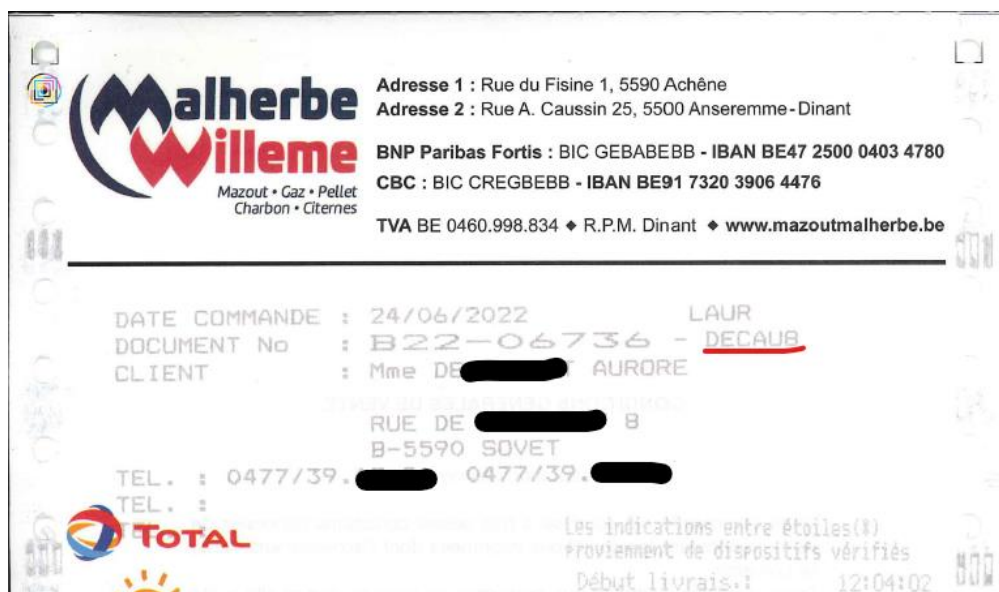 Malherbe
Willeme
Mazout • Gaz • Pellet
Charbon • Citernes
Adresse 1 : Rue du Fisine 1, 5590 Achêne
Adresse 2 : Rue A. Caussin 25, 5500 Anseremme-Dinant
BNP Paribas Fortis : BIC GEBABEBB - IBAN BE47 2500 0403 4780
CBC : BIC CREGBEBB - IBAN BE91 7320 3906 4476
TVA BE 0460.998.834 ◆ R.P.M. Dinant ◆ www.mazoutmalherbe.be
DATE COMMANDE : 24/06/2022 LAUR
DOCUMENT No : B22-06736 - DECAU8
CLIENT : Mme DE T AURORE
RUE DE 8
B-5590 SOVET
TEL. : 0477/39. 0477/39.
TEL. :
TOTAL
Les indications entre étoiles(*)
proviennent de dispositifs vérifiés
Début livrais.: 12:04:02